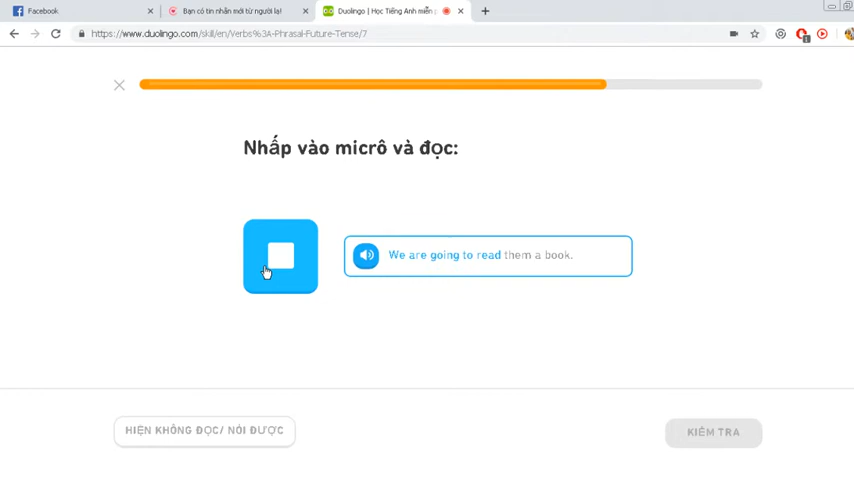 Facebook
Bạn có tin nhắn mới từ người lạ!
Duolingo | Học Tiếng Anh miễn
https://www.duolingo.com/skill/en/Verbs%3A-Phrasal-Future-Tense/7
1
Nhấp vào micrô và đọc:
We are going to read them a book.
HIỆN KHÔNG ĐỌC/ NÓI ĐƯỢC
KIỂM TRA